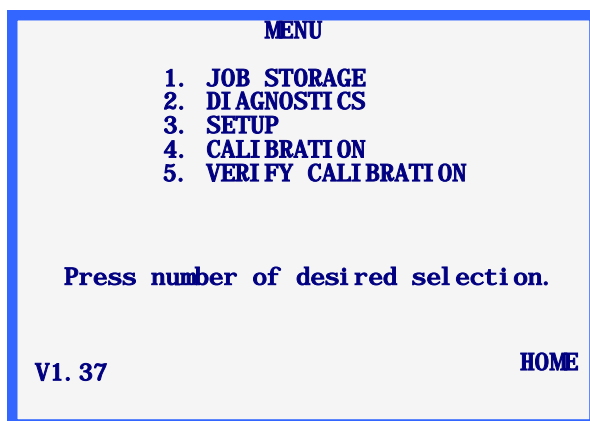 MENU
1. JOB STORAGE
2. DIAGNOSTICS
3. SETUP
4. CALIBRATION
5. VERIFY CALIBRATION
Press number of desired selection.
HOME
V1.37